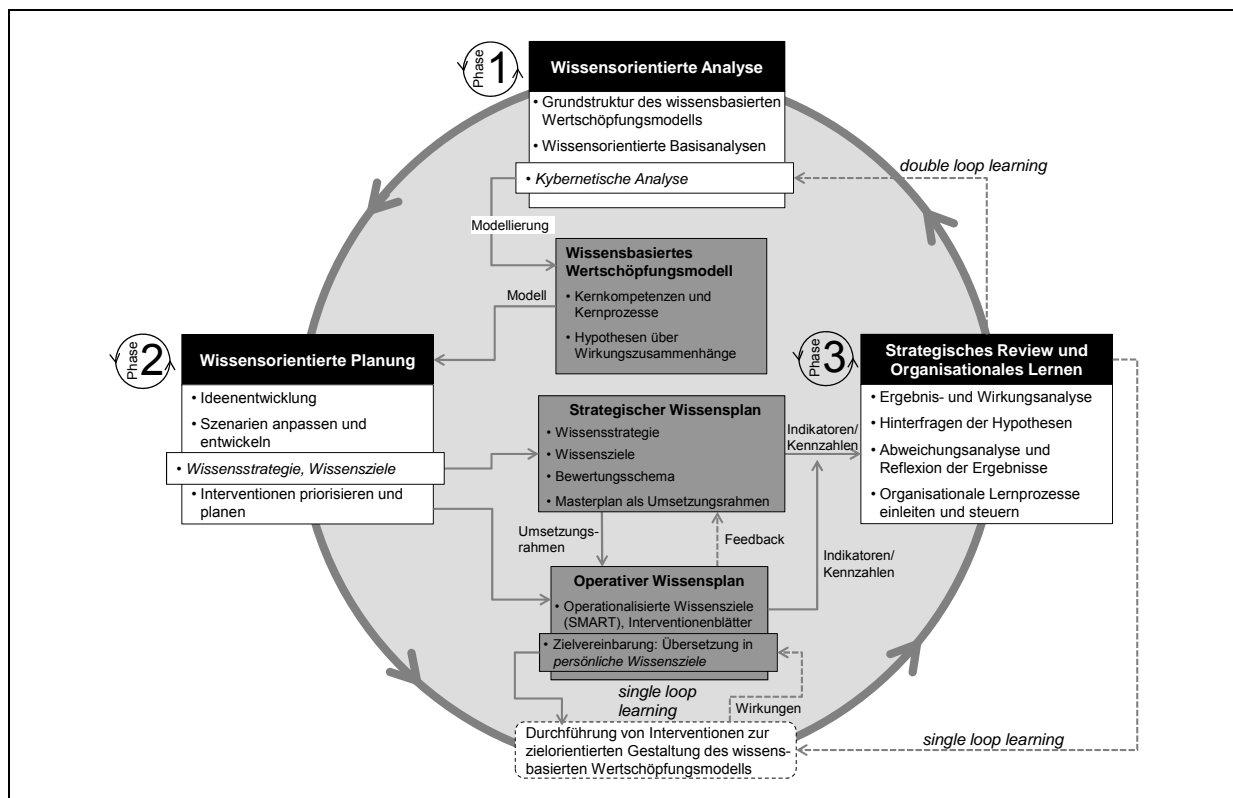 Phase
1
Wissensorientierte Analyse
• Grundstruktur des wissensbasierten
Wertschöpfungsmodells
• Wissensorientierte Basisanalysen
• Kybernetische Analyse
double loop learning
Modellierung
Wissensbasiertes
Wertschöpfungsmodell
• Kernkompetenzen und
Kernprozesse
• Hypothesen über
Wirkungszusammenhänge
Modell
Phase
2
Wissensorientierte Planung
• Ideenentwicklung
• Szenarien anpassen und
entwickeln
• Wissensstrategie, Wissensziele
• Interventionen priorisieren und
planen
Strategischer Wissensplan
• Wissensstrategie
• Wissensziele
• Bewertungsschema
• Masterplan als Umsetzungsrahmen
Indikatoren/
Kennzahlen
Phase
3
Strategisches Review und
Organisationales Lernen
• Ergebnis- und Wirkungsanalyse
• Hinterfragen der Hypothesen
• Abweichungsanalyse und
Reflexion der Ergebnisse
• Organisationale Lernprozesse
einleiten und steuern
Umsetzungs-
rahmen
Feedback
Indikatoren/
Kennzahlen
Operativer Wissensplan
• Operationalisierte Wissensziele
(SMART), Interventionenblätter
• Zielvereinbarung: Übersetzung in
persönliche Wissensziele
single loop
learning
Wirkungen
Durchführung von Interventionen zur
zielorientierten Gestaltung des wissens-
basierten Wertschöpfungsmodells
single loop learning